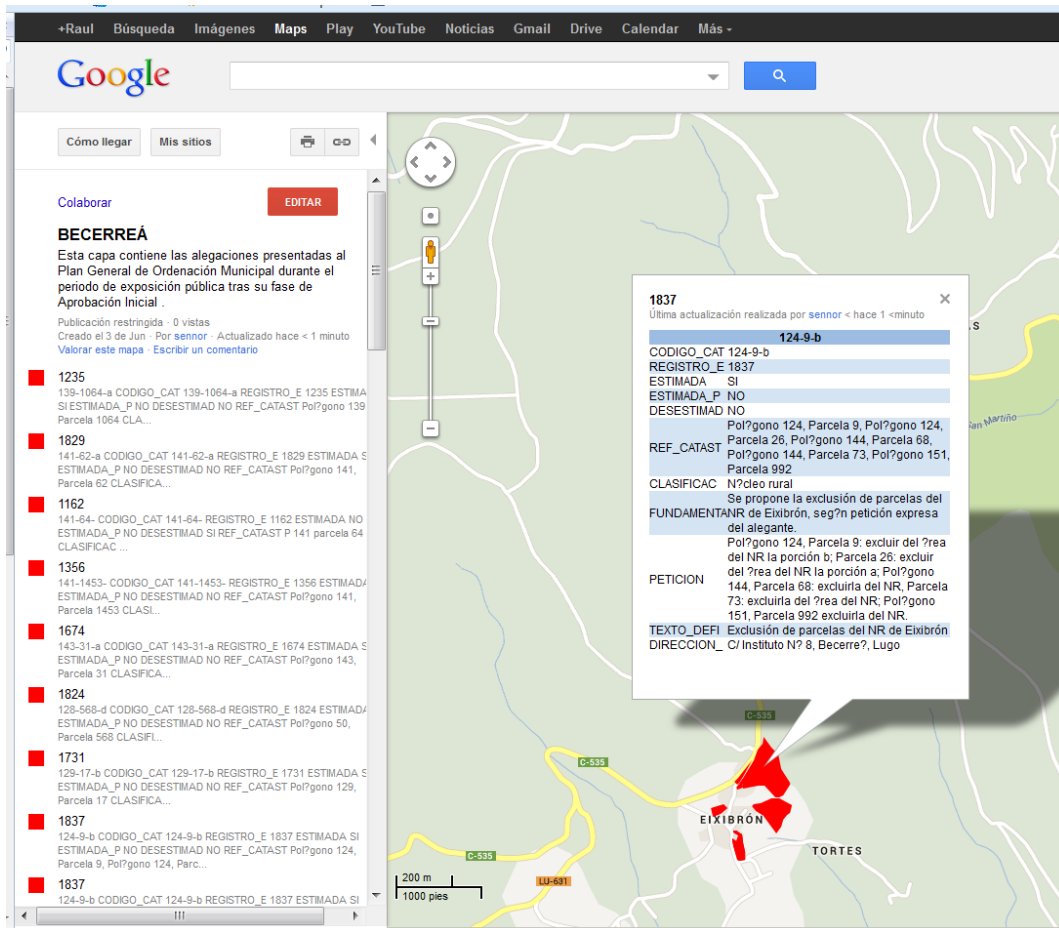 +Raul Búsqueda Imágenes Maps Play YouTube Noticias Gmail Drive Calendar Más
Google
Cómo llegar Mis sitios
Colaborar EDITAR
BECERREÁ
Esta capa contiene las alegaciones presentadas al
Plan General de Ordenación Municipal durante el
periodo de exposición pública tras su fase de
Aprobación Inicial .
Publicación restringida · 0 vistas
Creado el 3 de Jun · Por sennor · Actualizado hace < 1 minuto
Valorar este mapa · Escribir un comentario
1235
139-1064-a CODIGO_CAT 139-1064-a REGISTRO_E 1235 ESTIMA
SI ESTIMADA_P NO DESESTIMAD NO REF_CATAST Pol?gono 139
Parcela 1064 CLA...
1829
141-62-a CODIGO_CAT 141-62-a REGISTRO_E 1829 ESTIMADA S
ESTIMADA_P NO DESESTIMAD NO REF_CATAST Pol?gono 141,
Parcela 62 CLASIFICA...
1162
141-64- CODIGO_CAT 141-64- REGISTRO_E 1162 ESTIMADA NO
ESTIMADA_P NO DESESTIMAD SI REF_CATAST P 141 parcela 64
CLASIFICAC ...
1356
141-1453- CODIGO_CAT 141-1453- REGISTRO_E 1356 ESTIMADA
ESTIMADA_P NO DESESTIMAD NO REF_CATAST Pol?gono 141,
Parcela 1453 CLASI...
1674
143-31-a CODIGO_CAT 143-31-a REGISTRO_E 1674 ESTIMADA S
ESTIMADA_P NO DESESTIMAD NO REF_CATAST Pol?gono 143,
Parcela 31 CLASIFICA...
1824
128-568-d CODIGO_CAT 128-568-d REGISTRO_E 1824 ESTIMADA
ESTIMADA_P NO DESESTIMAD NO REF_CATAST Pol?gono 50,
Parcela 568 CLASIFI...
1731
129-17-b CODIGO_CAT 129-17-b REGISTRO_E 1731 ESTIMADA S
ESTIMADA_P NO DESESTIMAD NO REF_CATAST Pol?gono 129,
Parcela 17 CLASIFICA...
1837
124-9-b CODIGO_CAT 124-9-b REGISTRO_E 1837 ESTIMADA SI
ESTIMADA_P NO DESESTIMAD NO REF_CATAST Pol?gono 124,
Parcela 9, Pol?gono 124, Parc...
1837
124-9-b CODIGO_CAT 124-9-b REGISTRO_E 1837 ESTIMADA SI
1837
Última actualización realizada por sennor < hace 1 <minuto
124-9-b
CODIGO_CAT 124-9-b
REGISTRO_E 1837
ESTIMADA SI
ESTIMADA_P NO
DESESTIMAD NO
REF_CATAST Pol?gono 124, Parcela 9, Pol?gono 124,
Parcela 26, Pol?gono 144, Parcela 68,
Pol?gono 144, Parcela 73, Pol?gono 151,
Parcela 992
CLASIFICAC N?cleo rural
FUNDAMENTA Se propone la exclusión de parcelas del
NR de Eixibrón, seg?n petición expresa
del alegante.
PETICION Pol?gono 124, Parcela 9: excluir del ?rea
del NR la porción b; Parcela 26: excluir
del ?rea del NR la porción a; Pol?gono
144, Parcela 68: excluirla del NR, Parcela
73: excluirla del ?rea del NR; Pol?gono
151, Parcela 992 excluirla del NR.
TEXTO_DEFI Exclusión de parcelas del NR de Eixibrón
DIRECCION_ C/ Instituto N? 8, Becerre?, Lugo
S
San Martiño
C-535
C-535
EIXIBRÓN
TORTES
C-535
LU-631
200 m
1000 pies